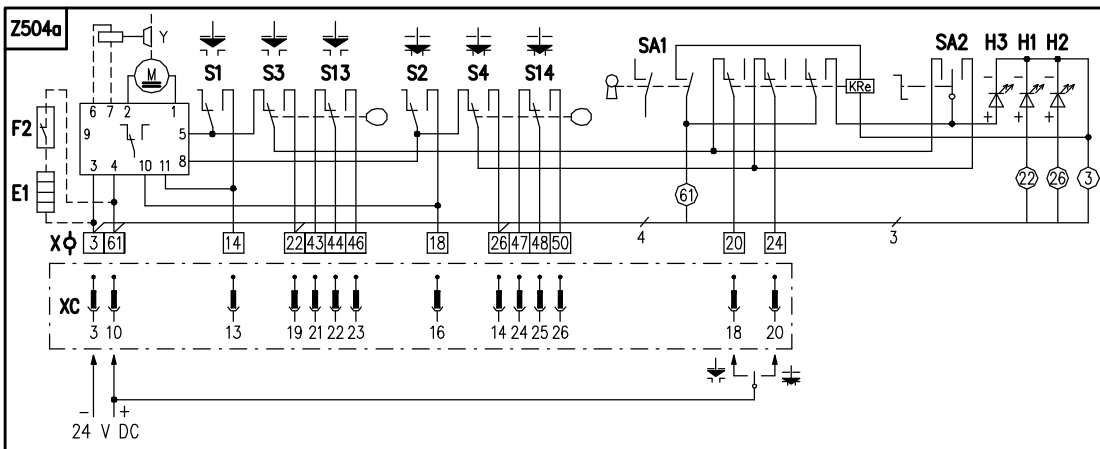 Z504a
Y
M
S1 S3 S13 S2 S4 S14 SA1 SA2 H3 H1 H2
KRe
6 7 2 1
F2
9 5
8
3 4 10 11
E1
- - -
+ + +
61 22 26 3
4 3
X 3 61 14 22 43 44 46 18 26 47 48 50 20 24
XC
3 10 13 19 21 22 23 16 14 24 25 26 18 20
- +
24 V DC